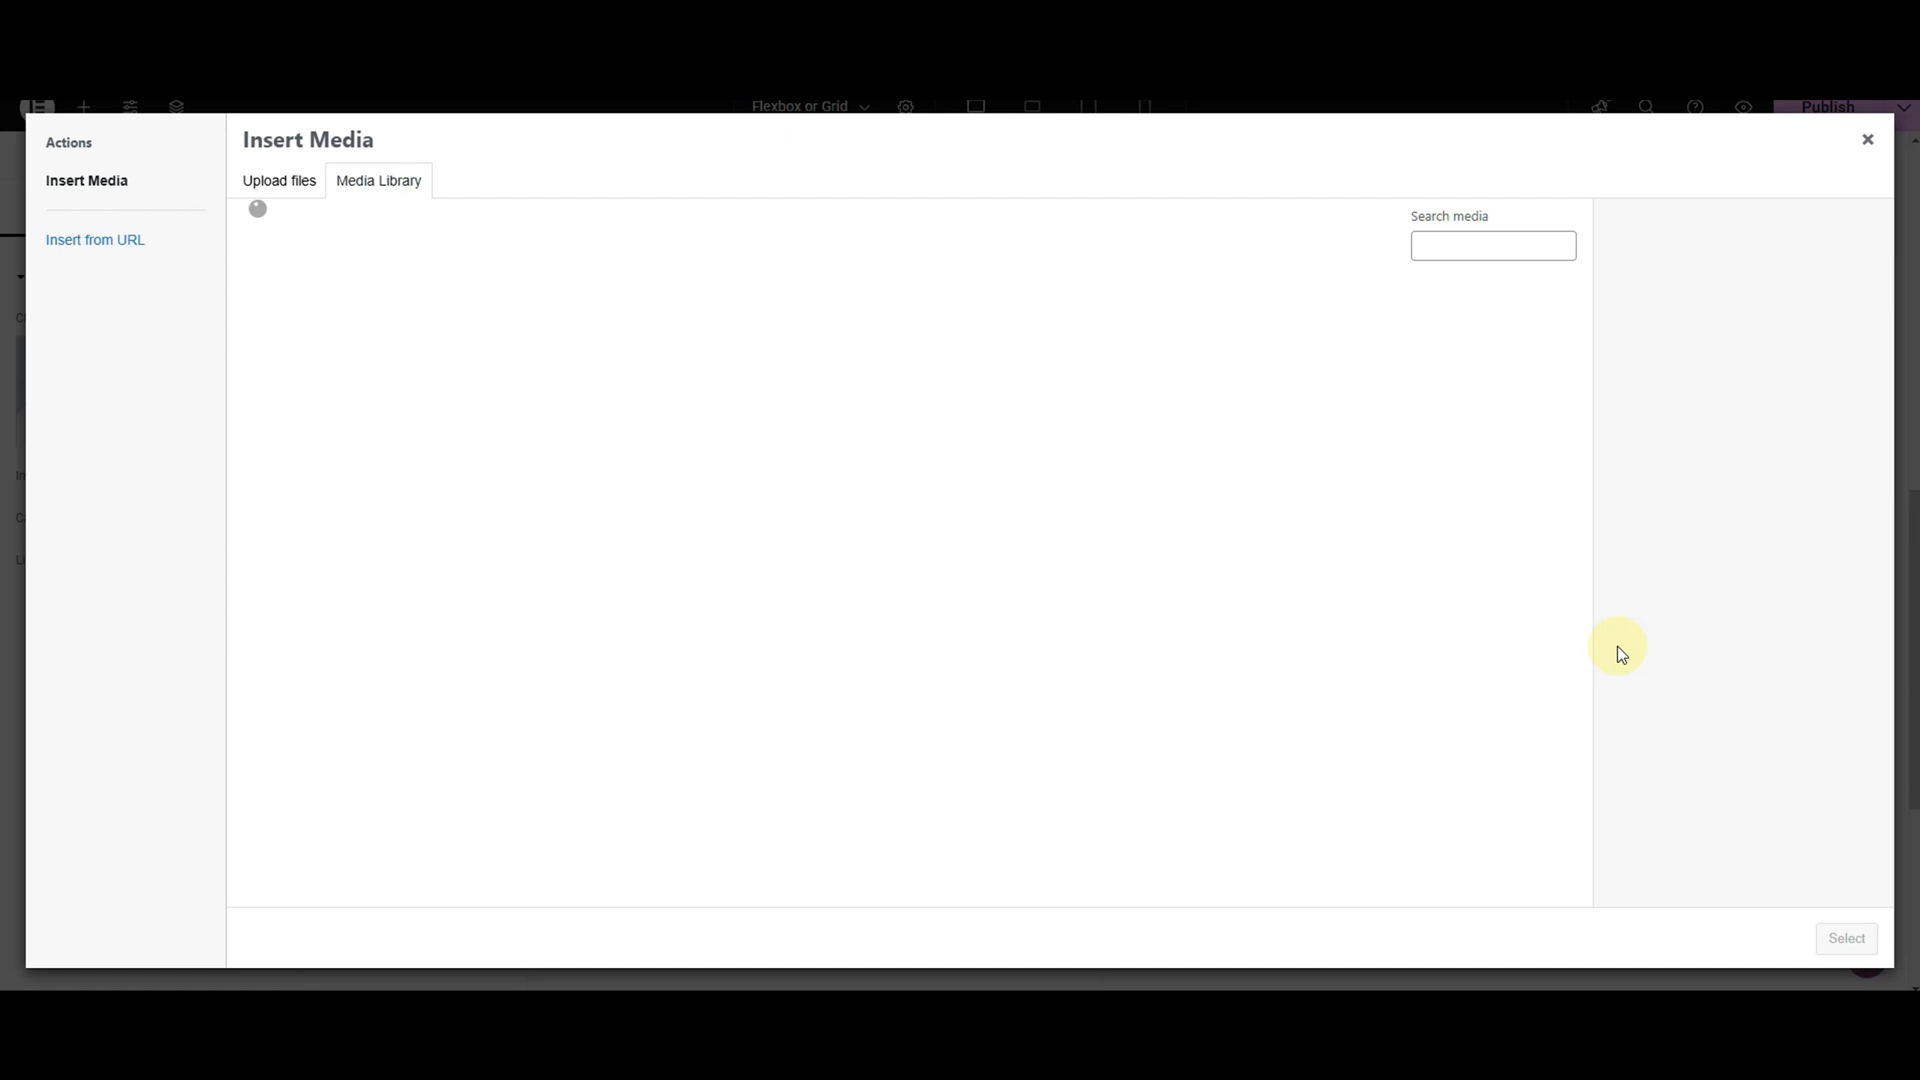 Flexbox or Grid
Publish
Actions
Insert Media
Insert from URL
Insert Media
Upload files
Media Library
Search media
Select